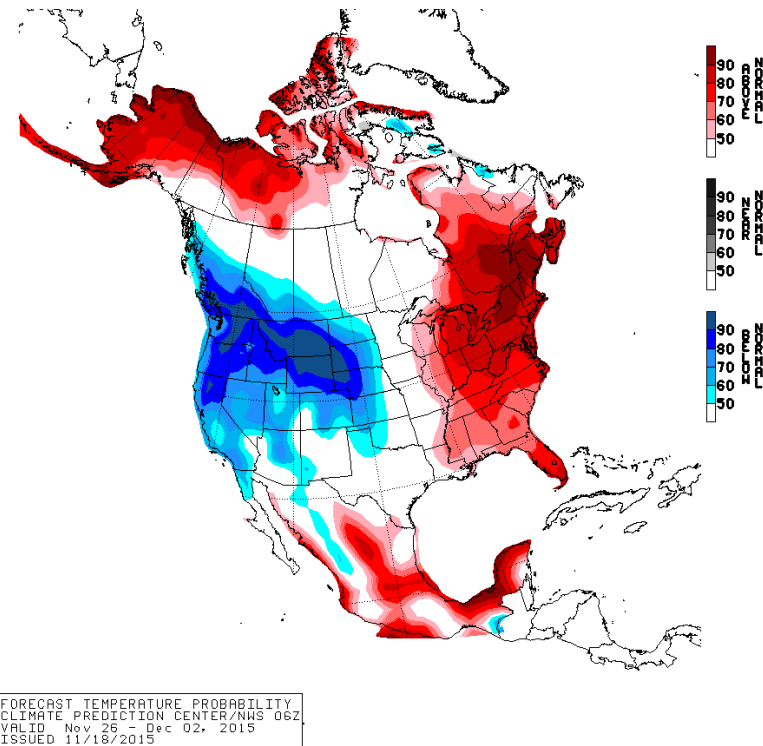 90
80
70
60
50
ABOVE
NORMAL
90
80
70
60
50
NEAR
NORMAL
90
80
70
60
50
BELOW
NORMAL
FORECAST TEMPERATURE PROBABILITY
CLIMATE PREDICTION CENTER/NWS 06Z
VALID Nov 26 - Dec 02, 2015
ISSUED 11/18/2015